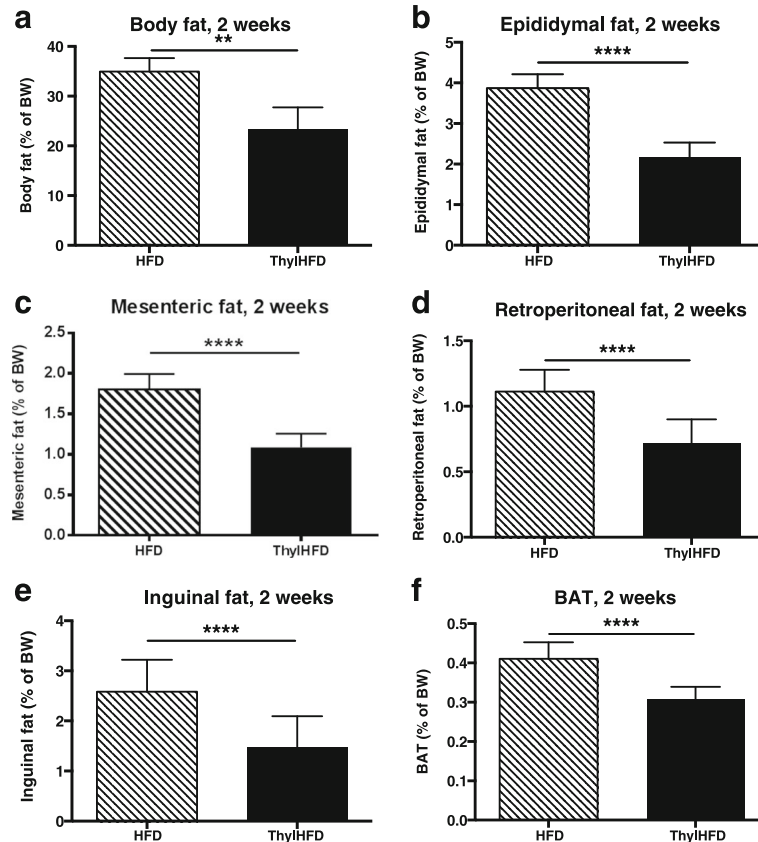 a
Body fat, 2 weeks
**
Body fat (% of BW)
40
30
20
10
0
HFD
ThylHFD
b
Epididymal fat, 2 weeks
****
Epididymal fat (% of BW)
5
4
3
2
1
0
HFD
ThylHFD
c
Mesenteric fat, 2 weeks
****
Mesenteric fat (% of BW)
2.5
2.0
1.5
1.0
0.5
0.0
HFD
ThylHFD
d
Retroperitoneal fat, 2 weeks
****
Retroperitoneal fat (% of BW)
1.5
1.0
0.5
0.0
HFD
ThylHFD
e
Inguinal fat, 2 weeks
****
Inguinal fat (% of BW)
4
3
2
1
0
HFD
ThylHFD
f
BAT, 2 weeks
****
BAT (% of BW)
0.5
0.4
0.3
0.2
0.1
0.0
HFD
ThylHFD